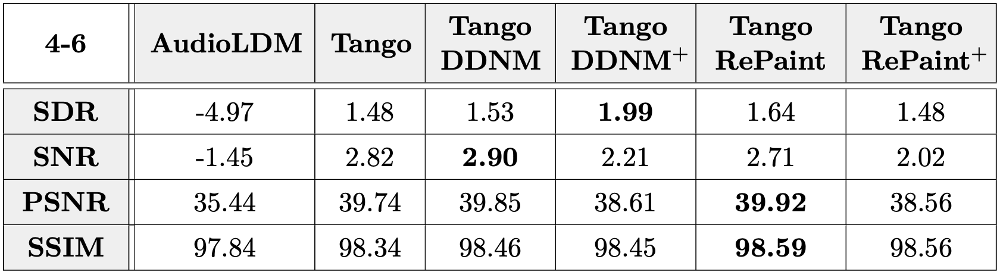 4-6 AudioLDM Tango Tango DDNM Tango DDNM+ Tango RePaint Tango RePaint+
SDR -4.97 1.48 1.53 1.99 1.64 1.48
SNR -1.45 2.82 2.90 2.21 2.71 2.02
PSNR 35.44 39.74 39.85 38.61 39.92 38.56
SSIM 97.84 98.34 98.46 98.45 98.59 98.56